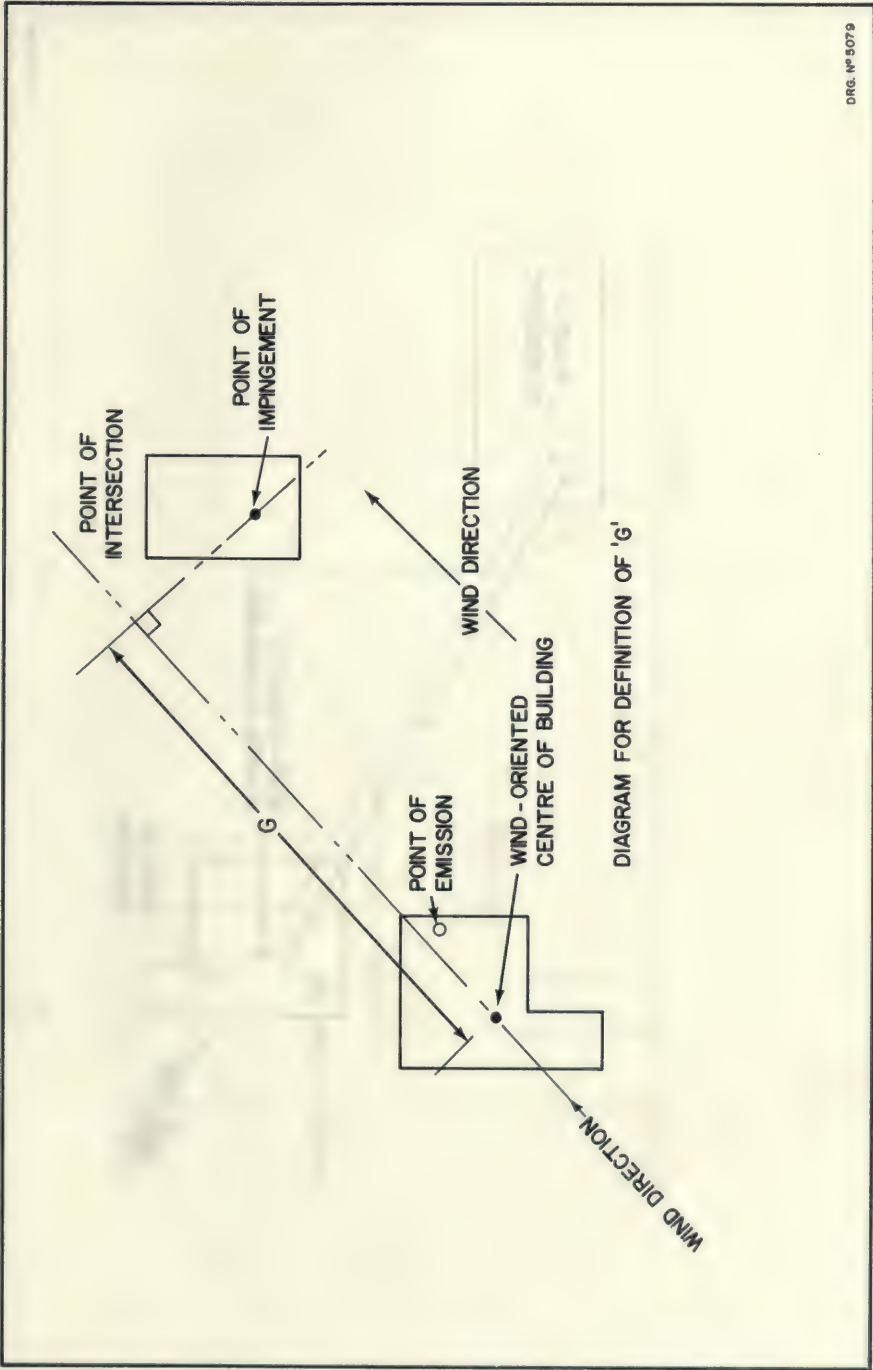 POINT OF
INTERSECTION
POINT OF
IMPINGEMENT
G
WIND DIRECTION
POINT OF
EMISSION
WIND-ORIENTED
CENTRE OF BUILDING
WIND DIRECTION
DIAGRAM FOR DEFINITION OF 'G'
DRG. Nº 5079